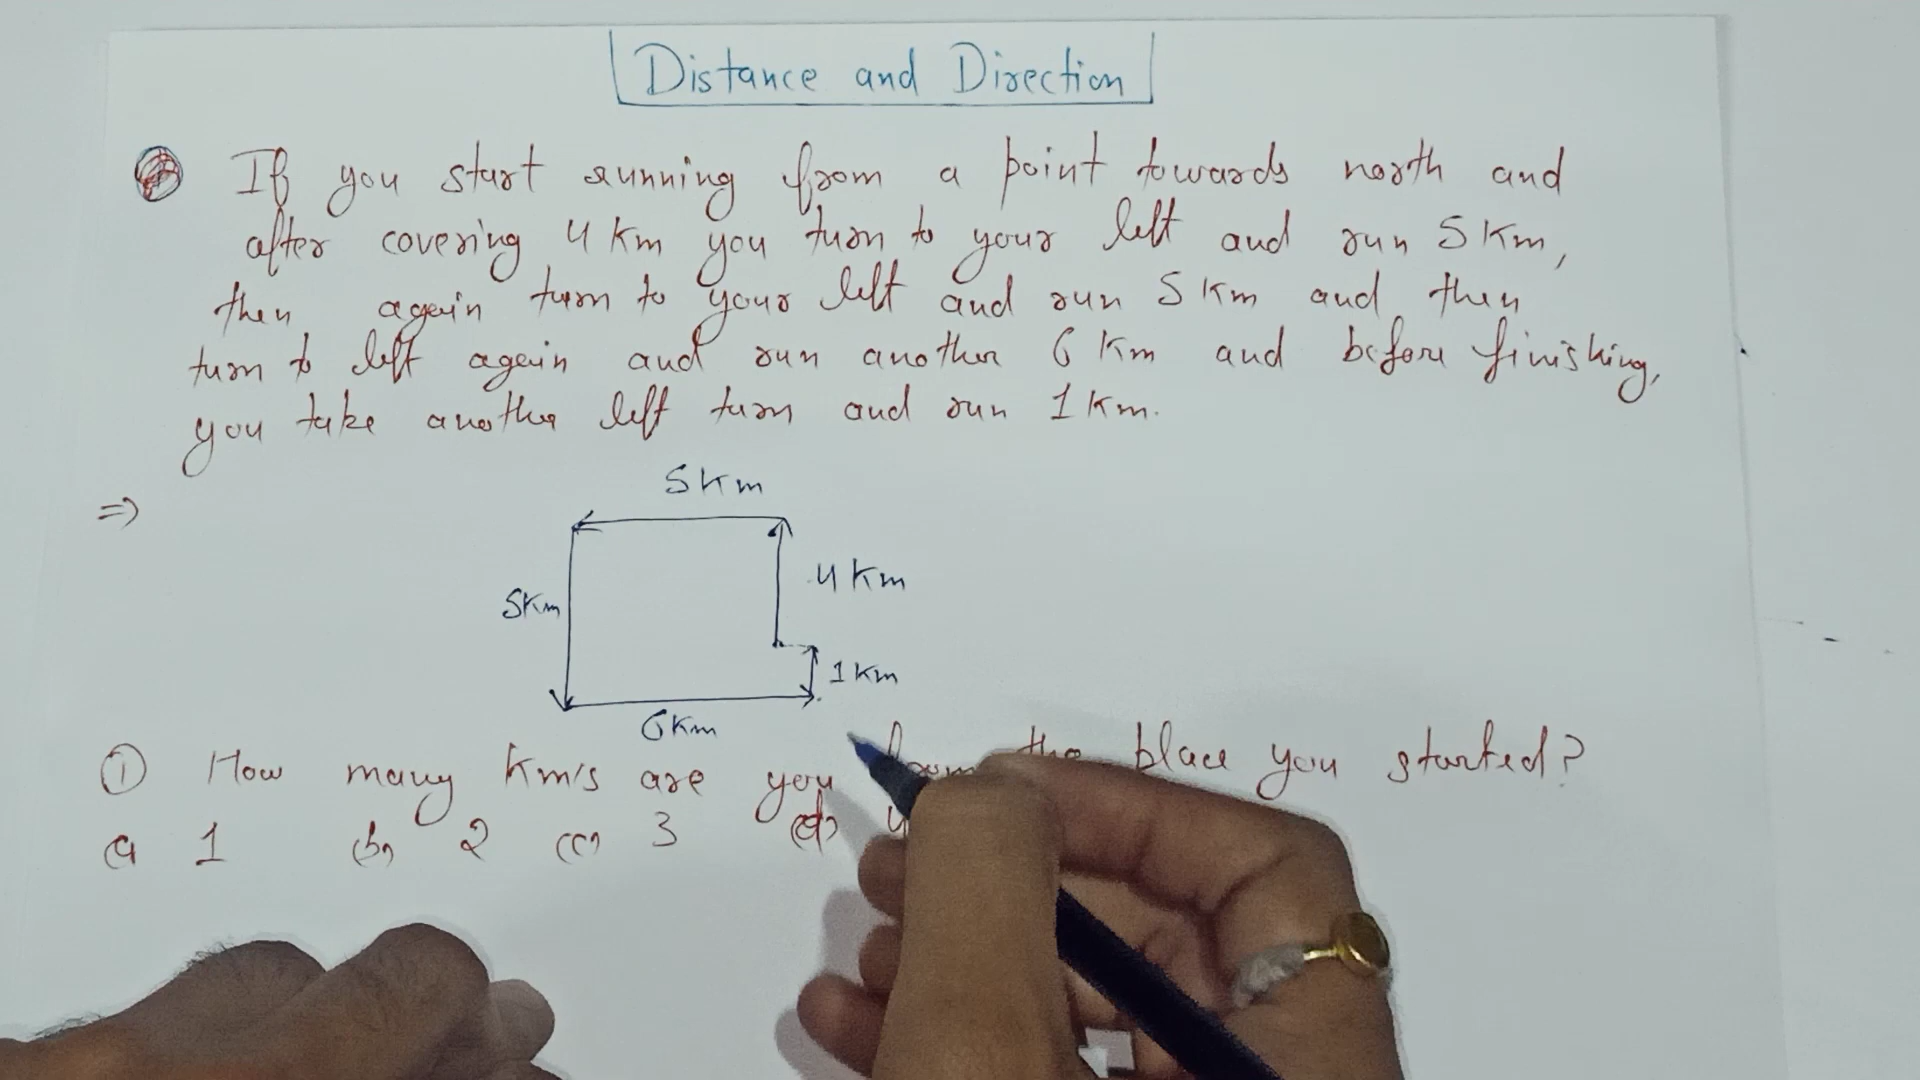 Distance and Direction
If you start running from a point towards north and
after covering 4 Km you turn to your left and run 5 Km,
then again turn to your left and run 5 Km and then
turn to left again and run another 6 Km and before finishing,
you take another left turn and run 1 Km.
=>
5 Km
4 Km
5Km
1 Km
6Km
① How many Km's are you from the place you started?
(a 1 (b) 2 (c) 3 (d)